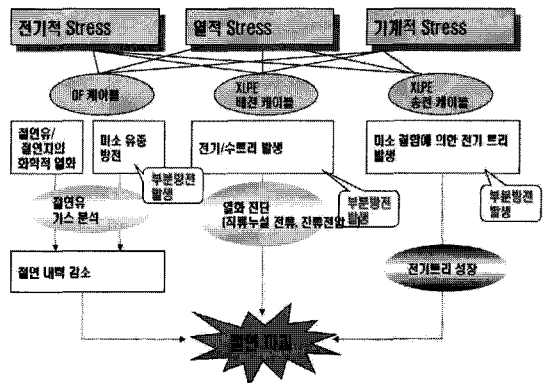 전기적 Stress
열적 Stress
기계적 Stress
OF 케이블
XLPE
배전 케이블
XLPE
송전 케이블
절연유/
절연지의
화학적 열화
미소 유중
방전
부분방전
발생
전기/수트리 발생
부분방전
발생
미소 결함에 의한 전기 트리
발생
부분방전
발생
절연유
가스 분석
열화 진단
(직류누설 전류, 잔류전압
절연 내력 감소
전기트리 성장
절연 파괴